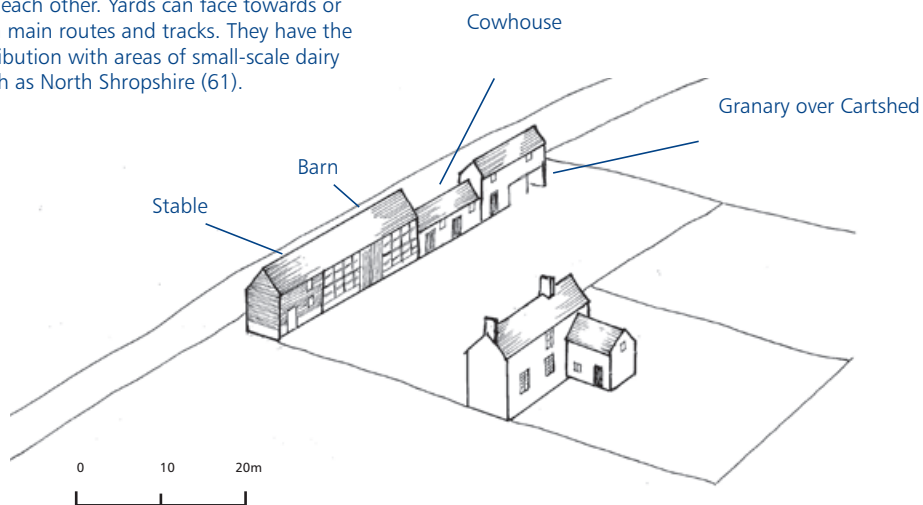 each other. Yards can face towards or
main routes and tracks. They have the
with areas of small-scale dairy
as North Shropshire (61).
Cowhouse
Granary over Cartshed
Barn
Stable
0 10 20m